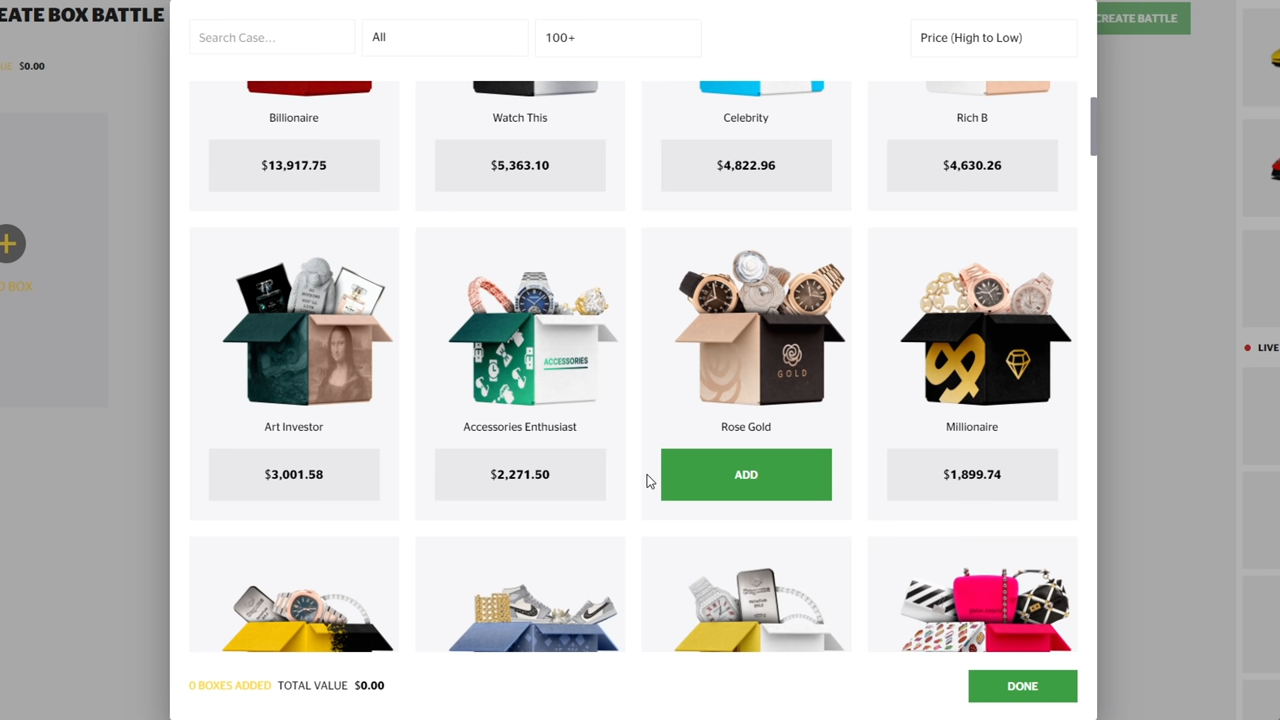 EATE BOX BATTLE
CREATE BATTLE
Search Case...
All
100+
Price (High to Low)
UE $0.00
Billionaire
Watch This
Celebrity
Rich B
$13,917.75
$5,363.10
$4,822.96
$4,630.26
D BOX
LIVE
ACCESSORIES
GOLD
Art Investor
Accessories Enthusiast
Rose Gold
Millionaire
$3,001.58
$2,271.50
ADD
$1,899.74
0 BOXES ADDED TOTAL VALUE $0.00
DONE